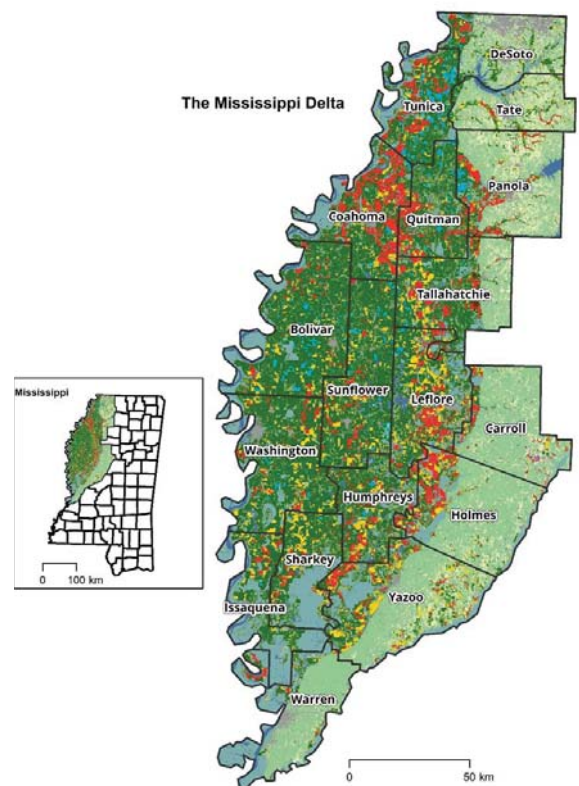 DeSoto
The Mississippi Delta
Tunica
Tate
Panola
Coahoma
Quitman
Tallahatchie
Bolivar
Sunflower
Leflore
Mississippi
Carroll
Washington
Humphreys
Holmes
Sharkey
Yazoo
0 100 km
Issaquena
Warren
0 50 km